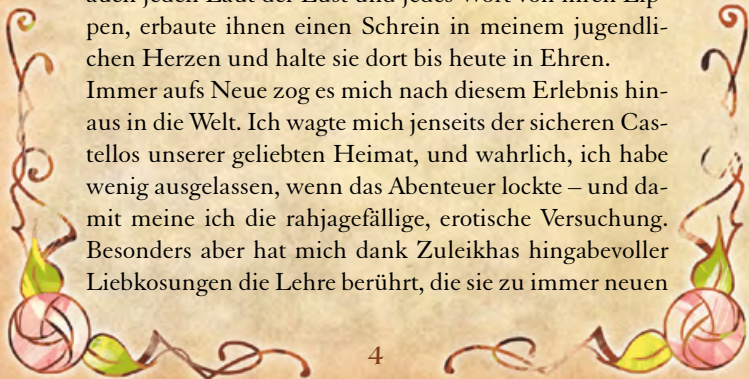 auch jeden Laut der Lust und jedes Wort von ihren Lip-
pen, erbaute ihnen einen Schrein in meinem jugendli-
chen Herzen und halte sie dort bis heute in Ehren.
Immer aufs Neue zog es mich nach diesem Erlebnis hin-
aus in die Welt. Ich wagte mich jenseits der sicheren Cas-
tellos unserer geliebten Heimat, und wahrlich, ich habe
wenig ausgelassen, wenn das Abenteuer lockte – und da-
mit meine ich die rahjagefällige, erotische Versuchung.
Besonders aber hat mich dank Zuleikhas hingabevoller
Liebkosungen die Lehre berührt, die sie zu immer neuen
4